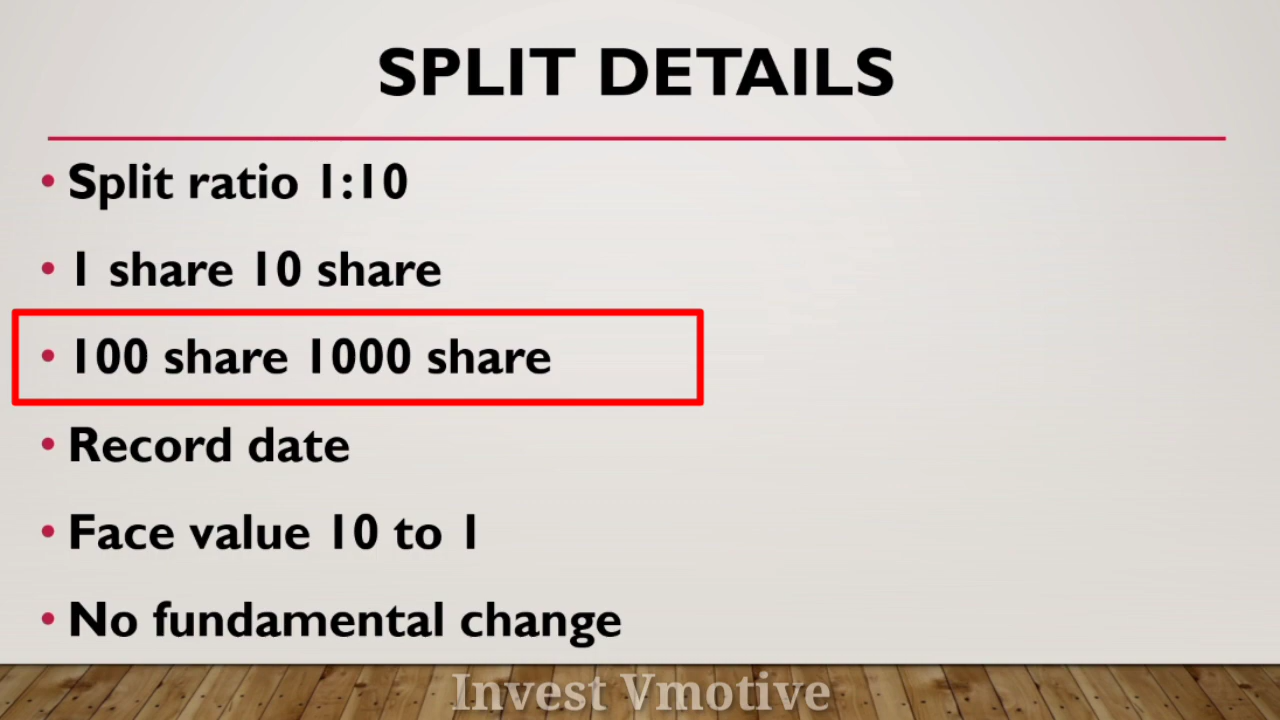 SPLIT DETAILS
• Split ratio 1:10
• 1 share 10 share
• 100 share 1000 share
• Record date
• Face value 10 to 1
• No fundamental change
Invest Vmotive